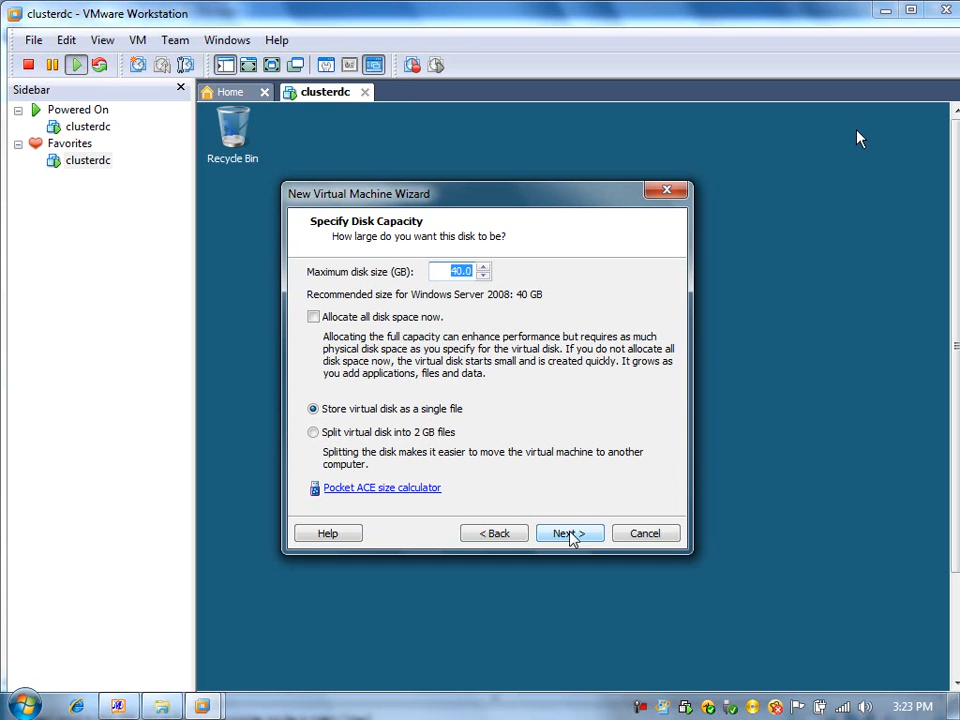 clusterdc - VMware Workstation
File Edit View VM Team Windows Help
Sidebar
Home
clusterdc
Powered On
clusterdc
Favorites
clusterdc
Recycle Bin
New Virtual Machine Wizard
Specify Disk Capacity
How large do you want this disk to be?
Maximum disk size (GB): 40.0
Recommended size for Windows Server 2008: 40 GB
Allocate all disk space now.
Allocating the full capacity can enhance performance but requires as much
physical disk space as you specify for the virtual disk. If you do not allocate all
disk space now, the virtual disk starts small and is created quickly. It grows as
you add applications, files and data.
Store virtual disk as a single file
Split virtual disk into 2 GB files
Splitting the disk makes it easier to move the virtual machine to another
computer.
Pocket ACE size calculator
Help < Back Next > Cancel
3:23 PM